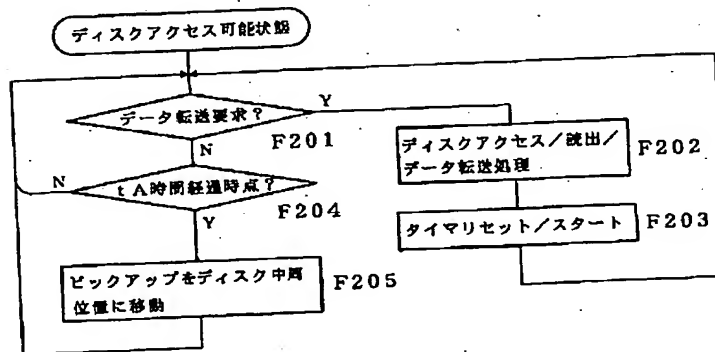 ディスクアクセス可能状態
データ転送要求?
Y
F201
N
ディスクアクセス/読出/
データ転送処理
F202
N
tA時間経過時点?
F204
Y
タイマリセット/スタート
F203
ピックアップをディスク中周
位置に移動
F205